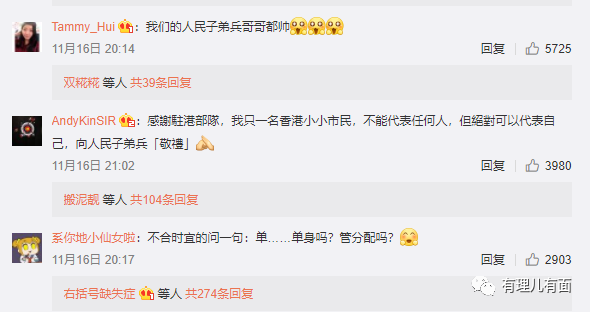 Tammy_Hui：我们的人民子弟兵哥哥都帅
11月16日 20:14 回复 5725
双糀糀 等人 共39条回复
AndyKinSIR：感謝駐港部隊，我只一名香港小小市民，不能代表任何人，但絕對可以代表自
己，向人民子弟兵「敬禮」
11月16日 21:02 回复 3980
搬泥靓 等人 共104条回复
系你地小仙女啦：不合时宜的问一句：单……单身吗？管分配吗？
11月16日 20:17 回复 2903
右括号缺失症 等人 共274条回复
有理儿有面